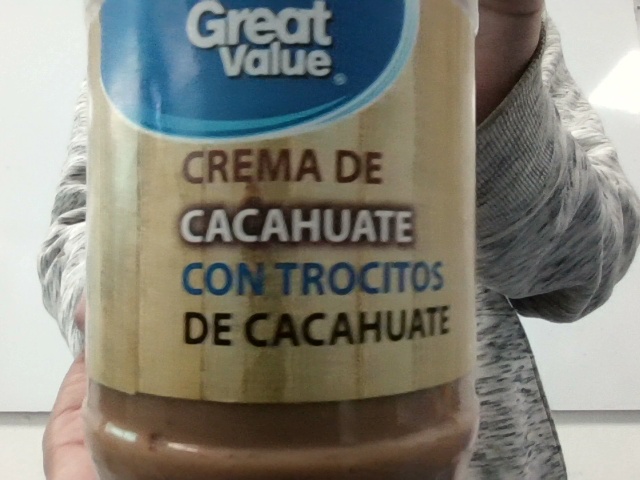 Great
Value
CREMA DE
CACAHUATE
CON TROCITOS
DE CACAHUATE